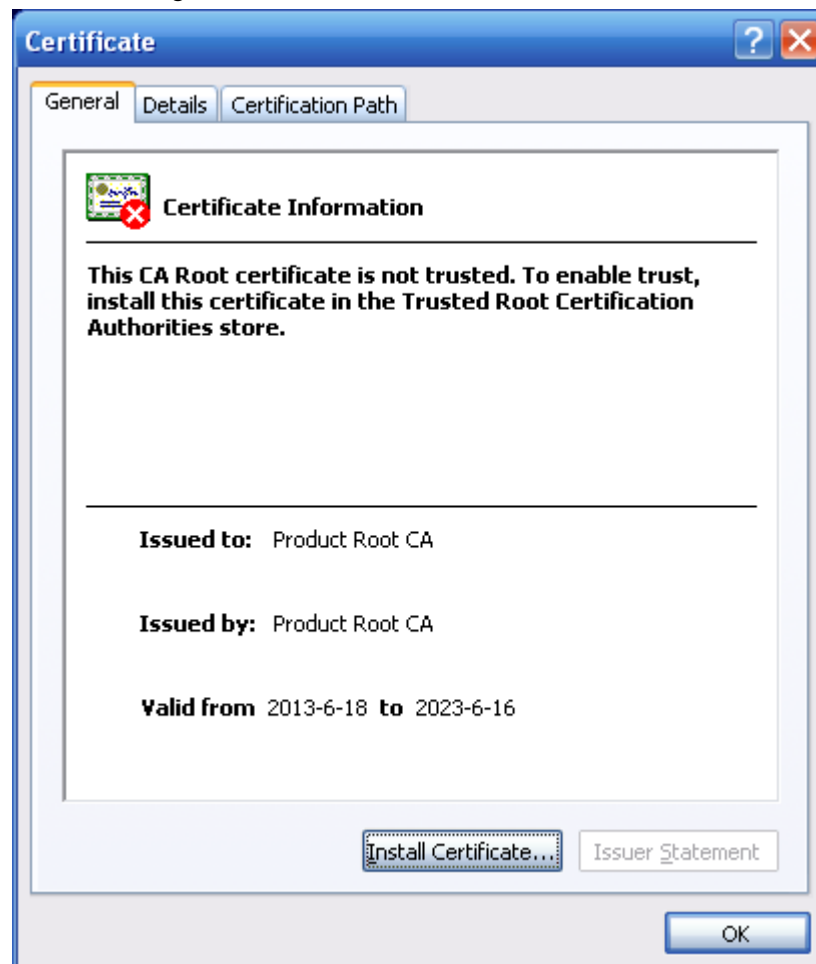 Certificate
General Details Certification Path
Certificate Information
This CA Root certificate is not trusted. To enable trust,
install this certificate in the Trusted Root Certification
Authorities store.
Issued to: Product Root CA
Issued by: Product Root CA
Valid from 2013-6-18 to 2023-6-16
Install Certificate... Issuer Statement
OK